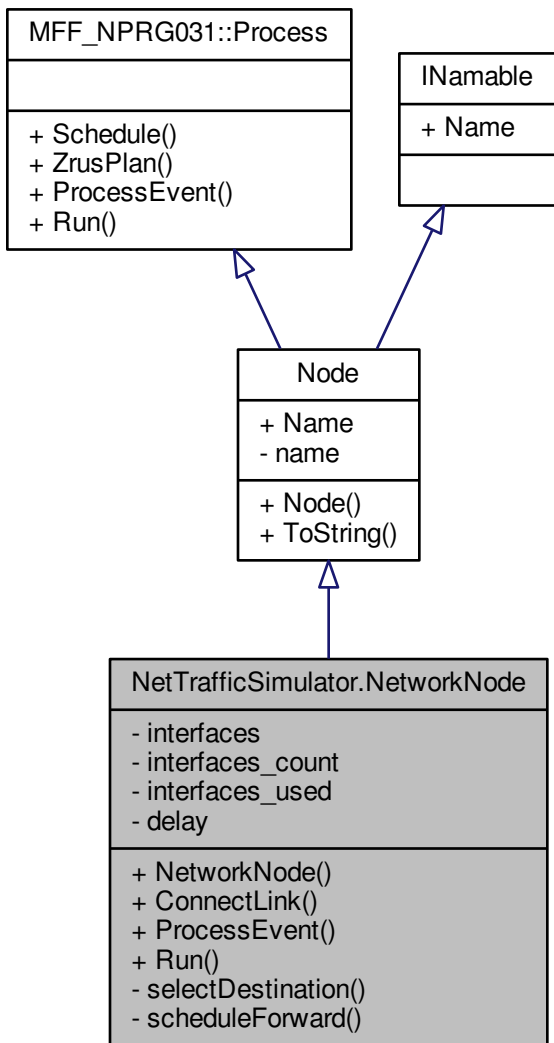 MFF_NPRG031::Process
+ Schedule()
+ ZrusPlan()
+ ProcessEvent()
+ Run()
INamable
+ Name
Node
+ Name
- name
+ Node()
+ ToString()
NetTrafficSimulator.NetworkNode
- interfaces
- interfaces_count
- interfaces_used
- delay
+ NetworkNode()
+ ConnectLink()
+ ProcessEvent()
+ Run()
- selectDestination()
- scheduleForward()